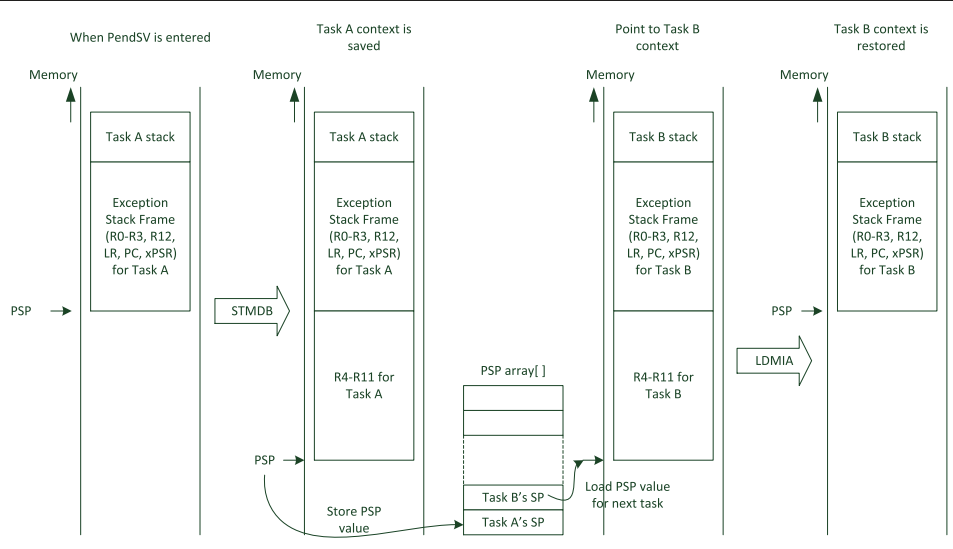 When PendSV is entered
Memory
Task A stack
Exception
Stack Frame
(R0-R3, R12,
LR, PC, xPSR)
for Task A
PSP
STMDB
Task A context is
saved
Memory
Task A stack
Exception
Stack Frame
(R0-R3, R12,
LR, PC, xPSR)
for Task A
R4-R11 for
Task A
PSP
Store PSP
value
PSP array[ ]
Task B's SP
Task A's SP
Load PSP value
for next task
Point to Task B
context
Memory
Task B stack
Exception
Stack Frame
(R0-R3, R12,
LR, PC, xPSR)
for Task B
R4-R11 for
Task B
LDMIA
Task B context is
restored
Memory
Task B stack
Exception
Stack Frame
(R0-R3, R12,
LR, PC, xPSR)
for Task B
PSP